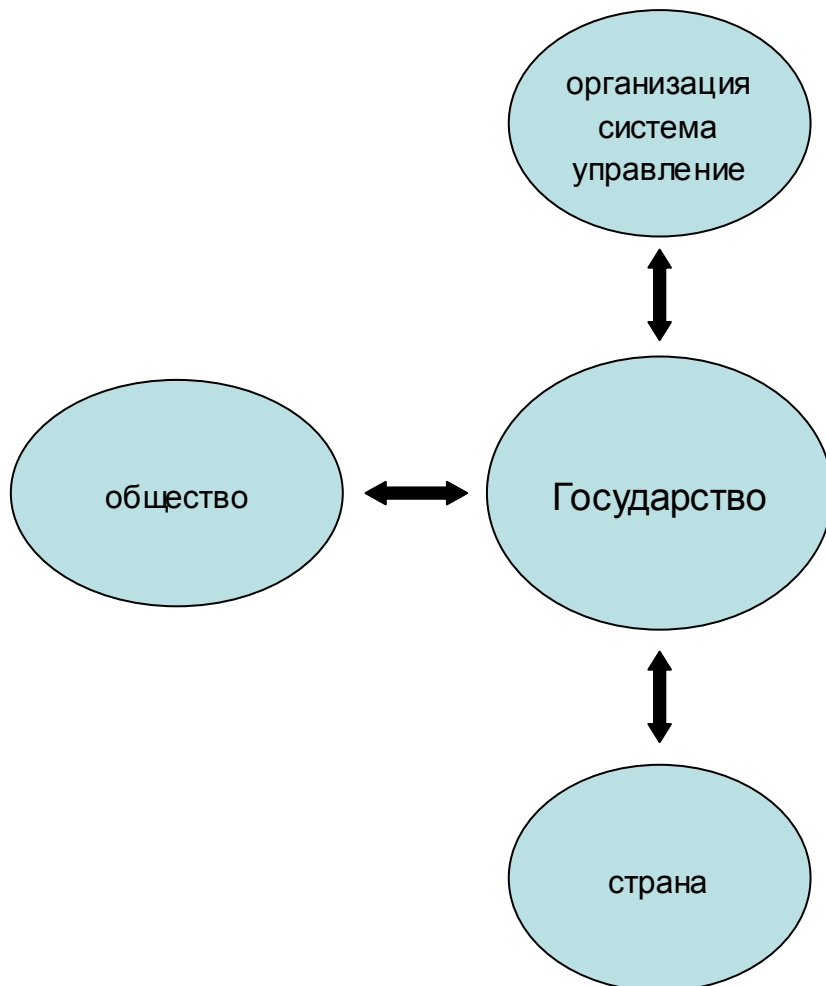 организация
система
управление
общество
Государство
страна